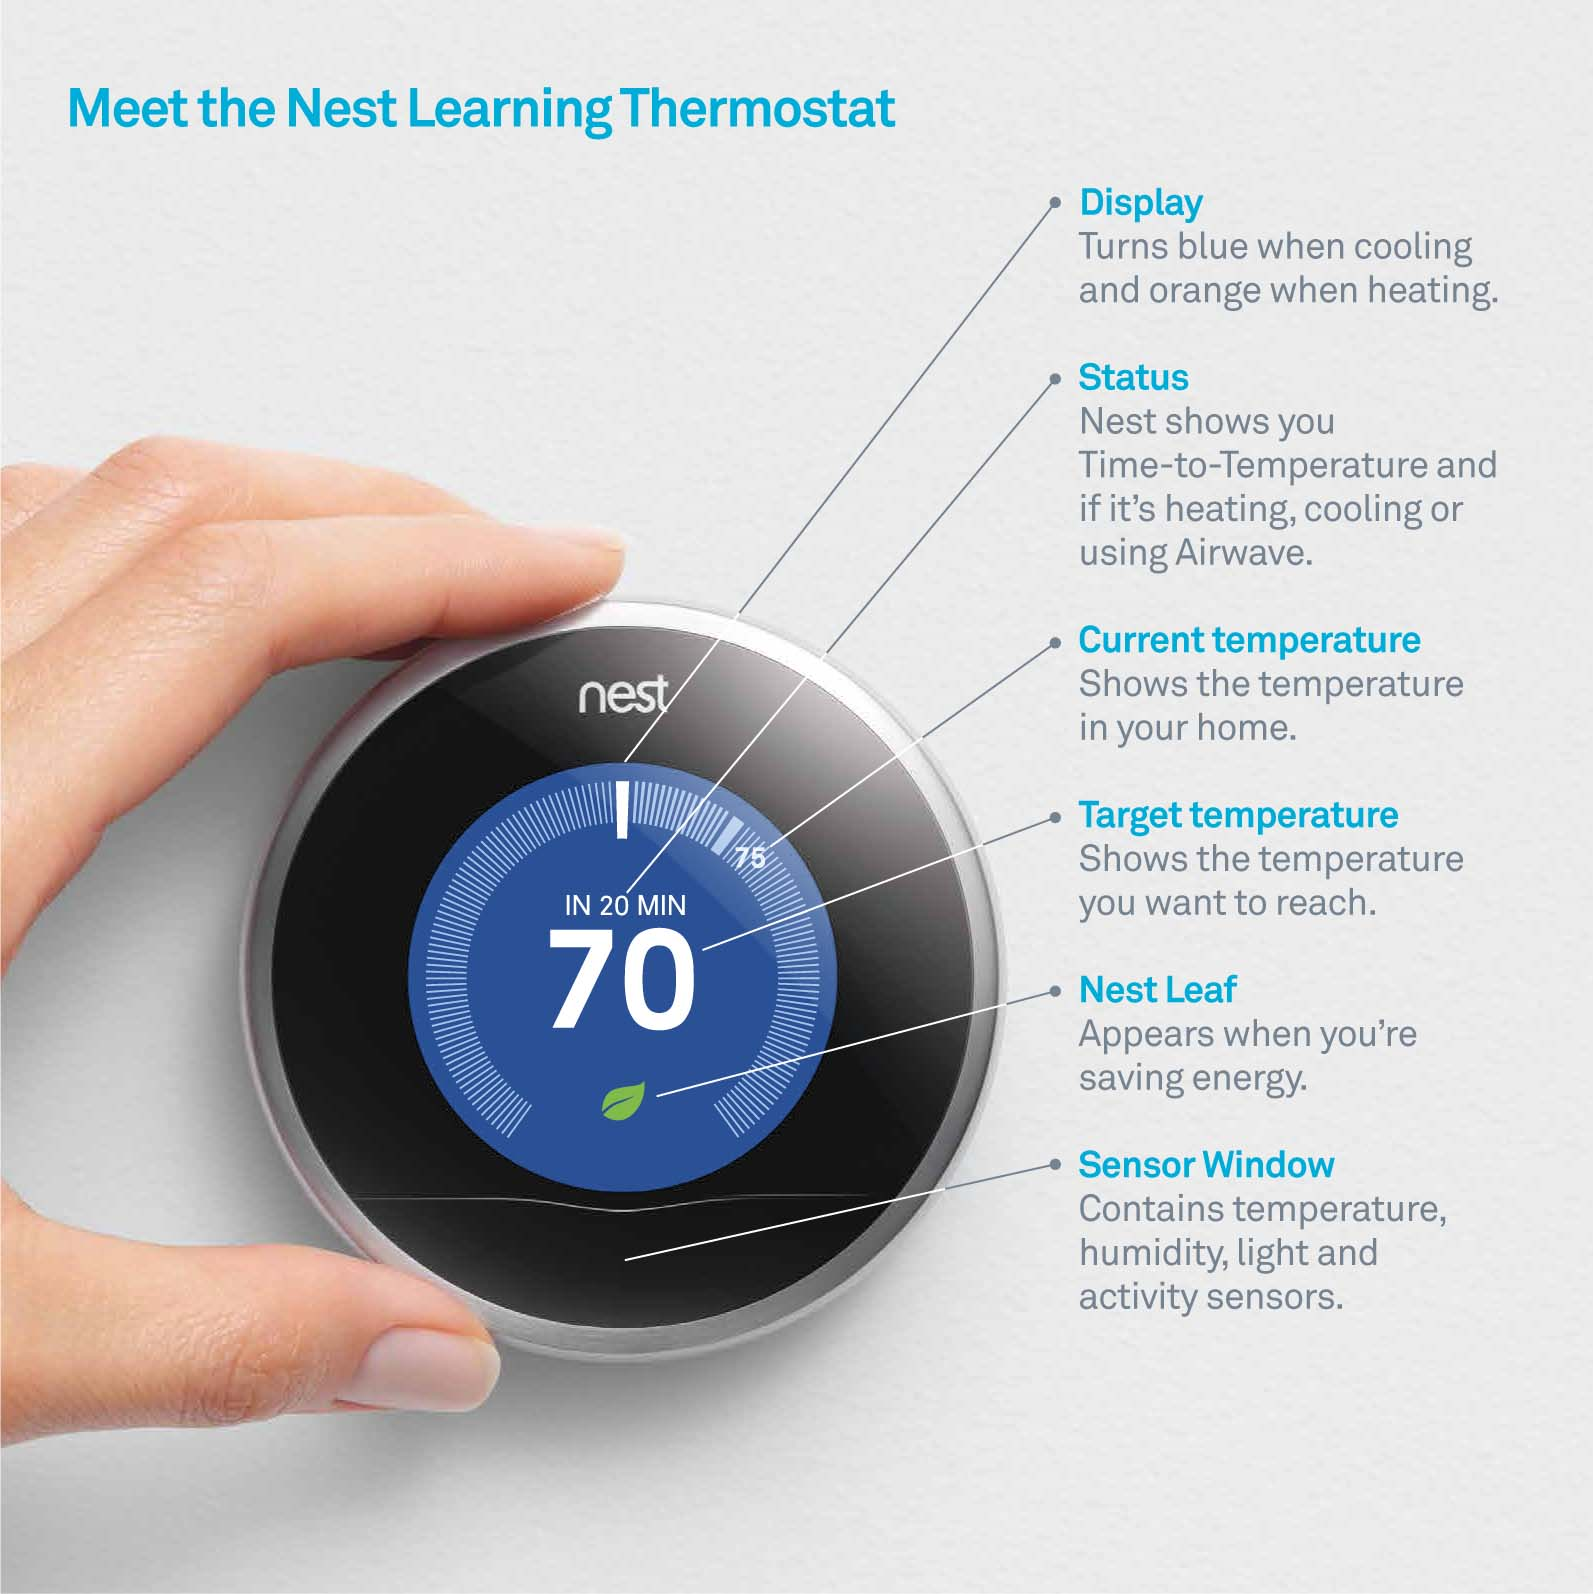 Meet the Nest Learning Thermostat
Display
Turns blue when cooling
and orange when heating.
Status
Nest shows you
Time-to-Temperature and
if it's heating, cooling or
using Airwave.
Current temperature
Shows the temperature
in your home.
Target temperature
Shows the temperature
you want to reach.
Nest Leaf
Appears when you're
saving energy.
Sensor Window
Contains temperature,
humidity, light and
activity sensors.
nest
75
IN 20 MIN
70